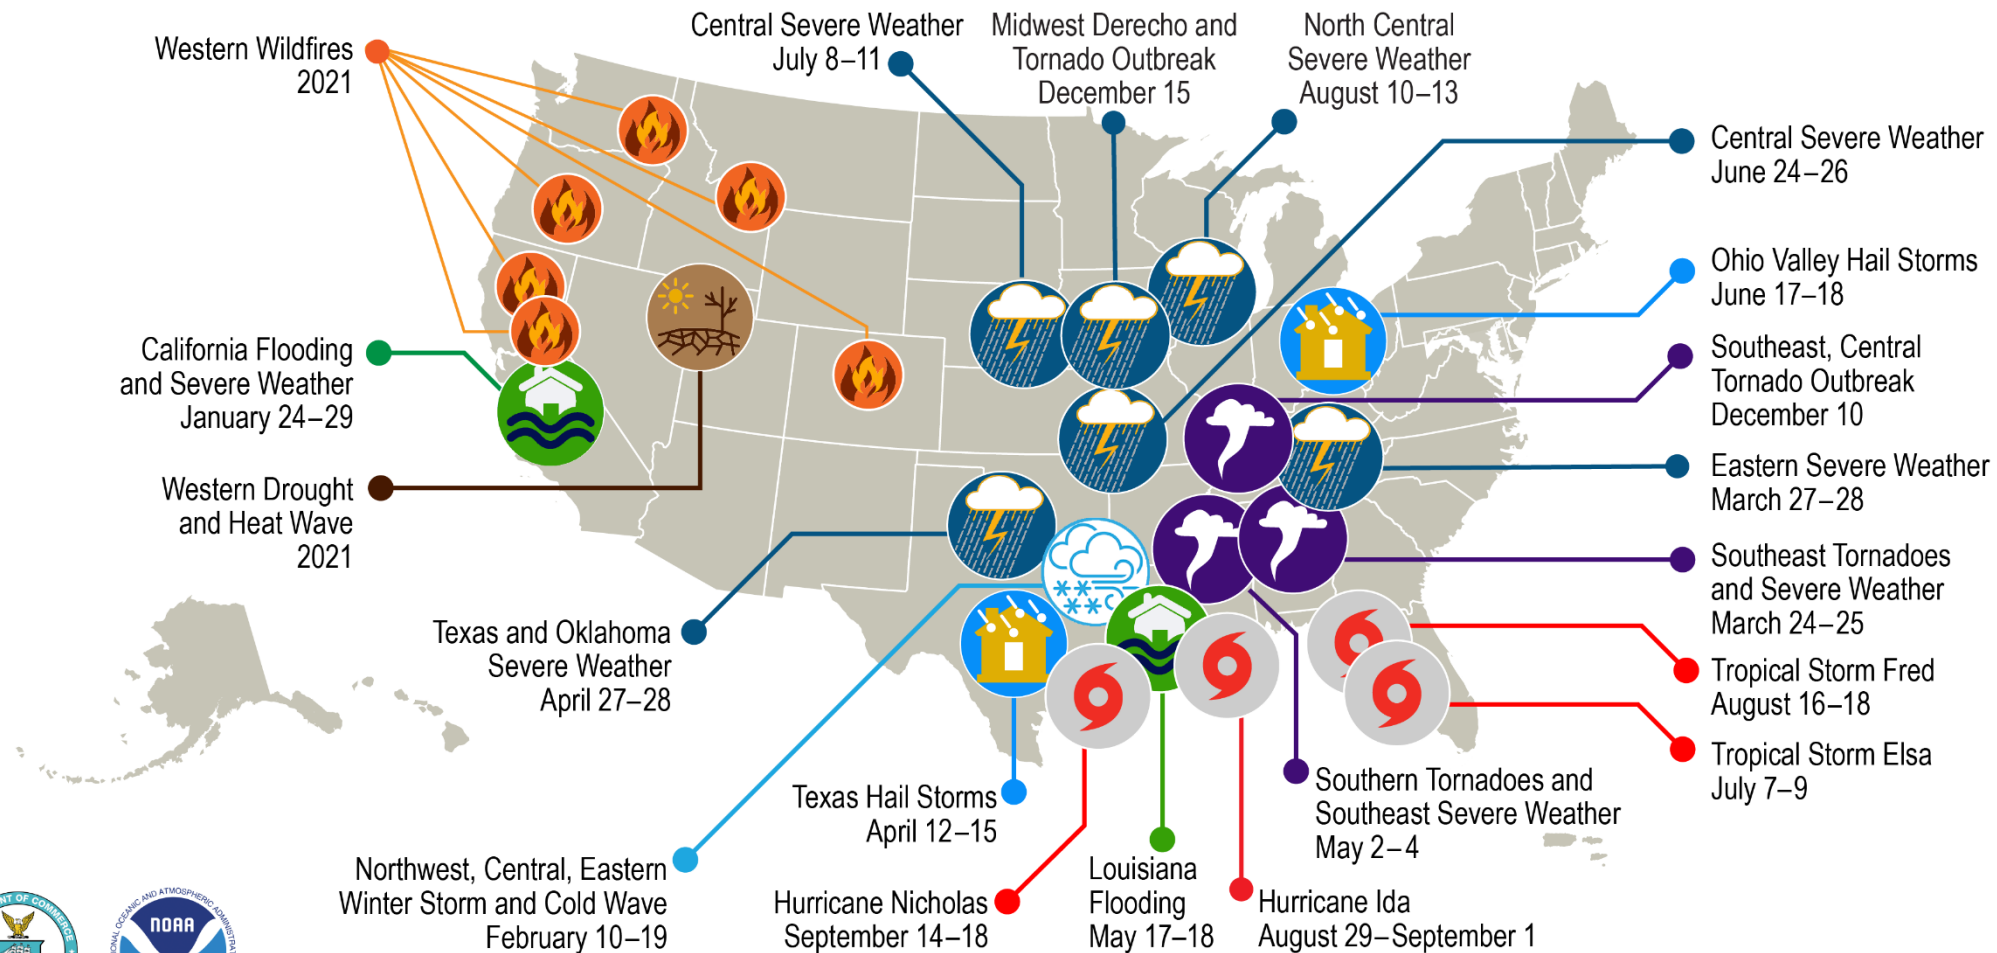 Western Wildfires
2021
Central Severe Weather
July 8–11
Midwest Derecho and
Tornado Outbreak
December 15
North Central
Severe Weather
August 10–13
Central Severe Weather
June 24–26
Ohio Valley Hail Storms
June 17–18
Southeast, Central
Tornado Outbreak
December 10
Eastern Severe Weather
March 27–28
Southeast Tornadoes
and Severe Weather
March 24–25
Tropical Storm Fred
August 16–18
Tropical Storm Elsa
July 7–9
California Flooding
and Severe Weather
January 24–29
Western Drought
and Heat Wave
2021
Texas and Oklahoma
Severe Weather
April 27–28
Texas Hail Storms
April 12–15
Southern Tornadoes and
Southeast Severe Weather
May 2–4
Northwest, Central, Eastern
Winter Storm and Cold Wave
February 10–19
Hurricane Nicholas
September 14–18
Louisiana
Flooding
May 17–18
Hurricane Ida
August 29–September 1
OF COMMERCE
OCEANIC AND ATMOSPHERIC
NOAA